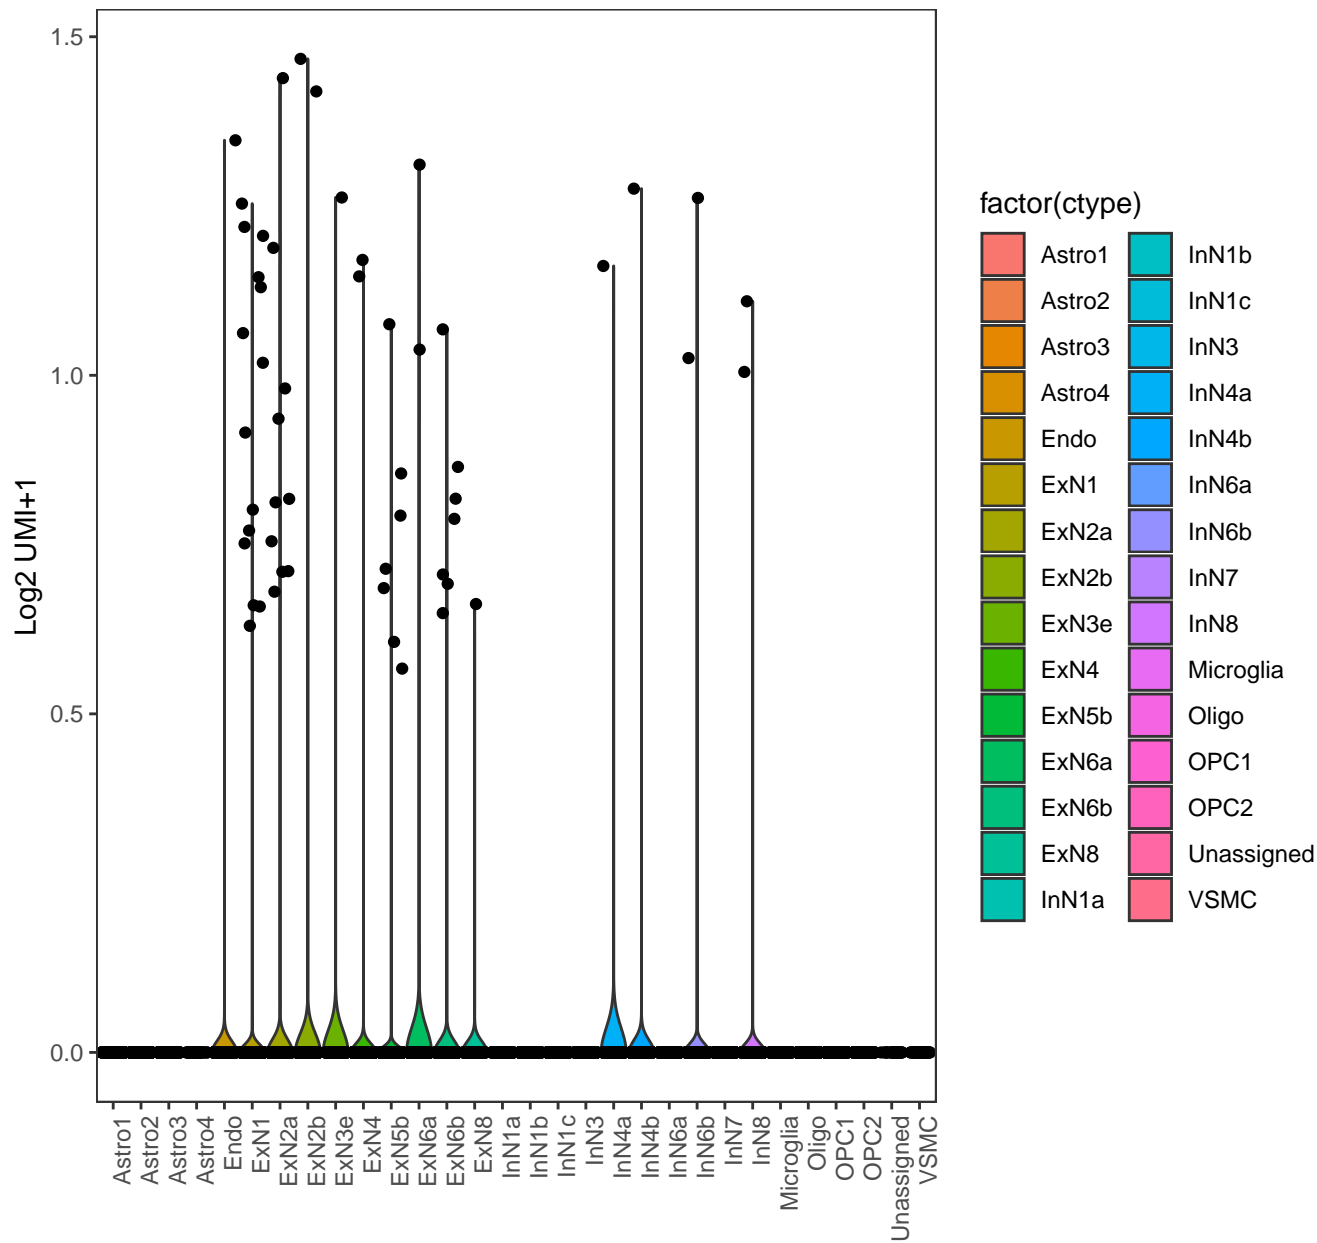 1.5
1.0
0.5
0.0
Log2 UMI+1
Astro1
Astro2
Astro3
Astro4
Endo
ExN1
ExN2a
ExN2b
ExN3e
ExN4
ExN5b
ExN6a
ExN6b
ExN8
InN1a
InN1b
InN1c
InN3
InN4a
InN4b
InN6a
InN6b
InN7
InN8
Microglia
Oligo
OPC1
OPC2
Unassigned
VSMC
factor(ctype)
Astro1
Astro2
Astro3
Astro4
Endo
ExN1
ExN2a
ExN2b
ExN3e
ExN4
ExN5b
ExN6a
ExN6b
ExN8
InN1a
InN1b
InN1c
InN3
InN4a
InN4b
InN6a
InN6b
InN7
InN8
Microglia
Oligo
OPC1
OPC2
Unassigned
VSMC